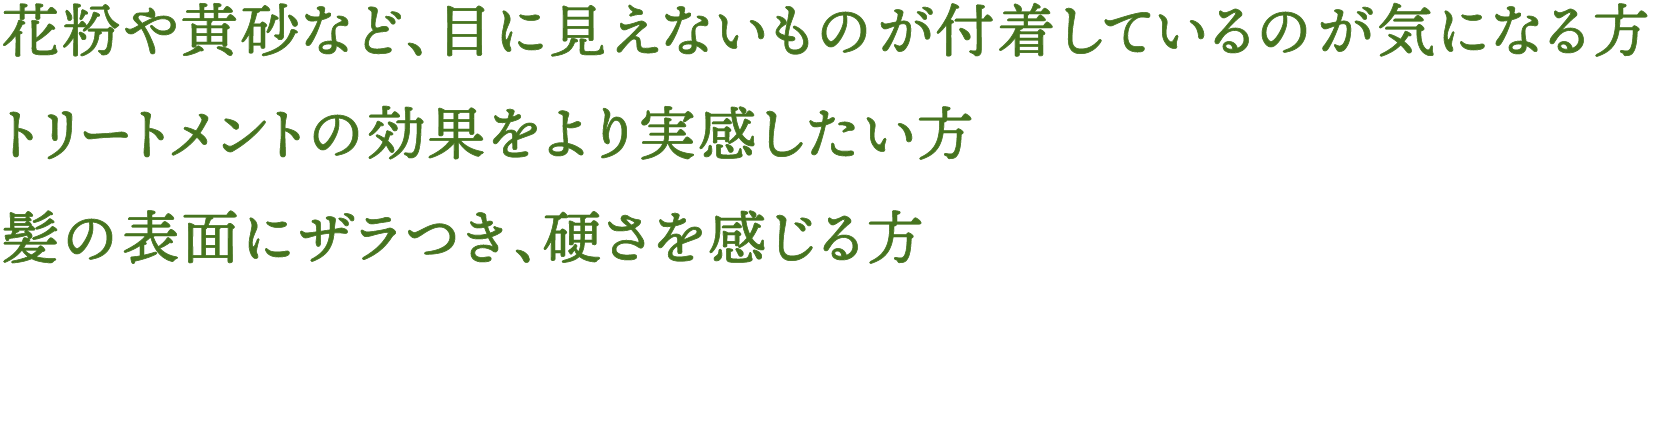 花粉や黄砂など、目に見えないものが付着しているのが気になる方
トリートメントの効果をより実感したい方
髪の表面にザラつき、硬さを感じる方